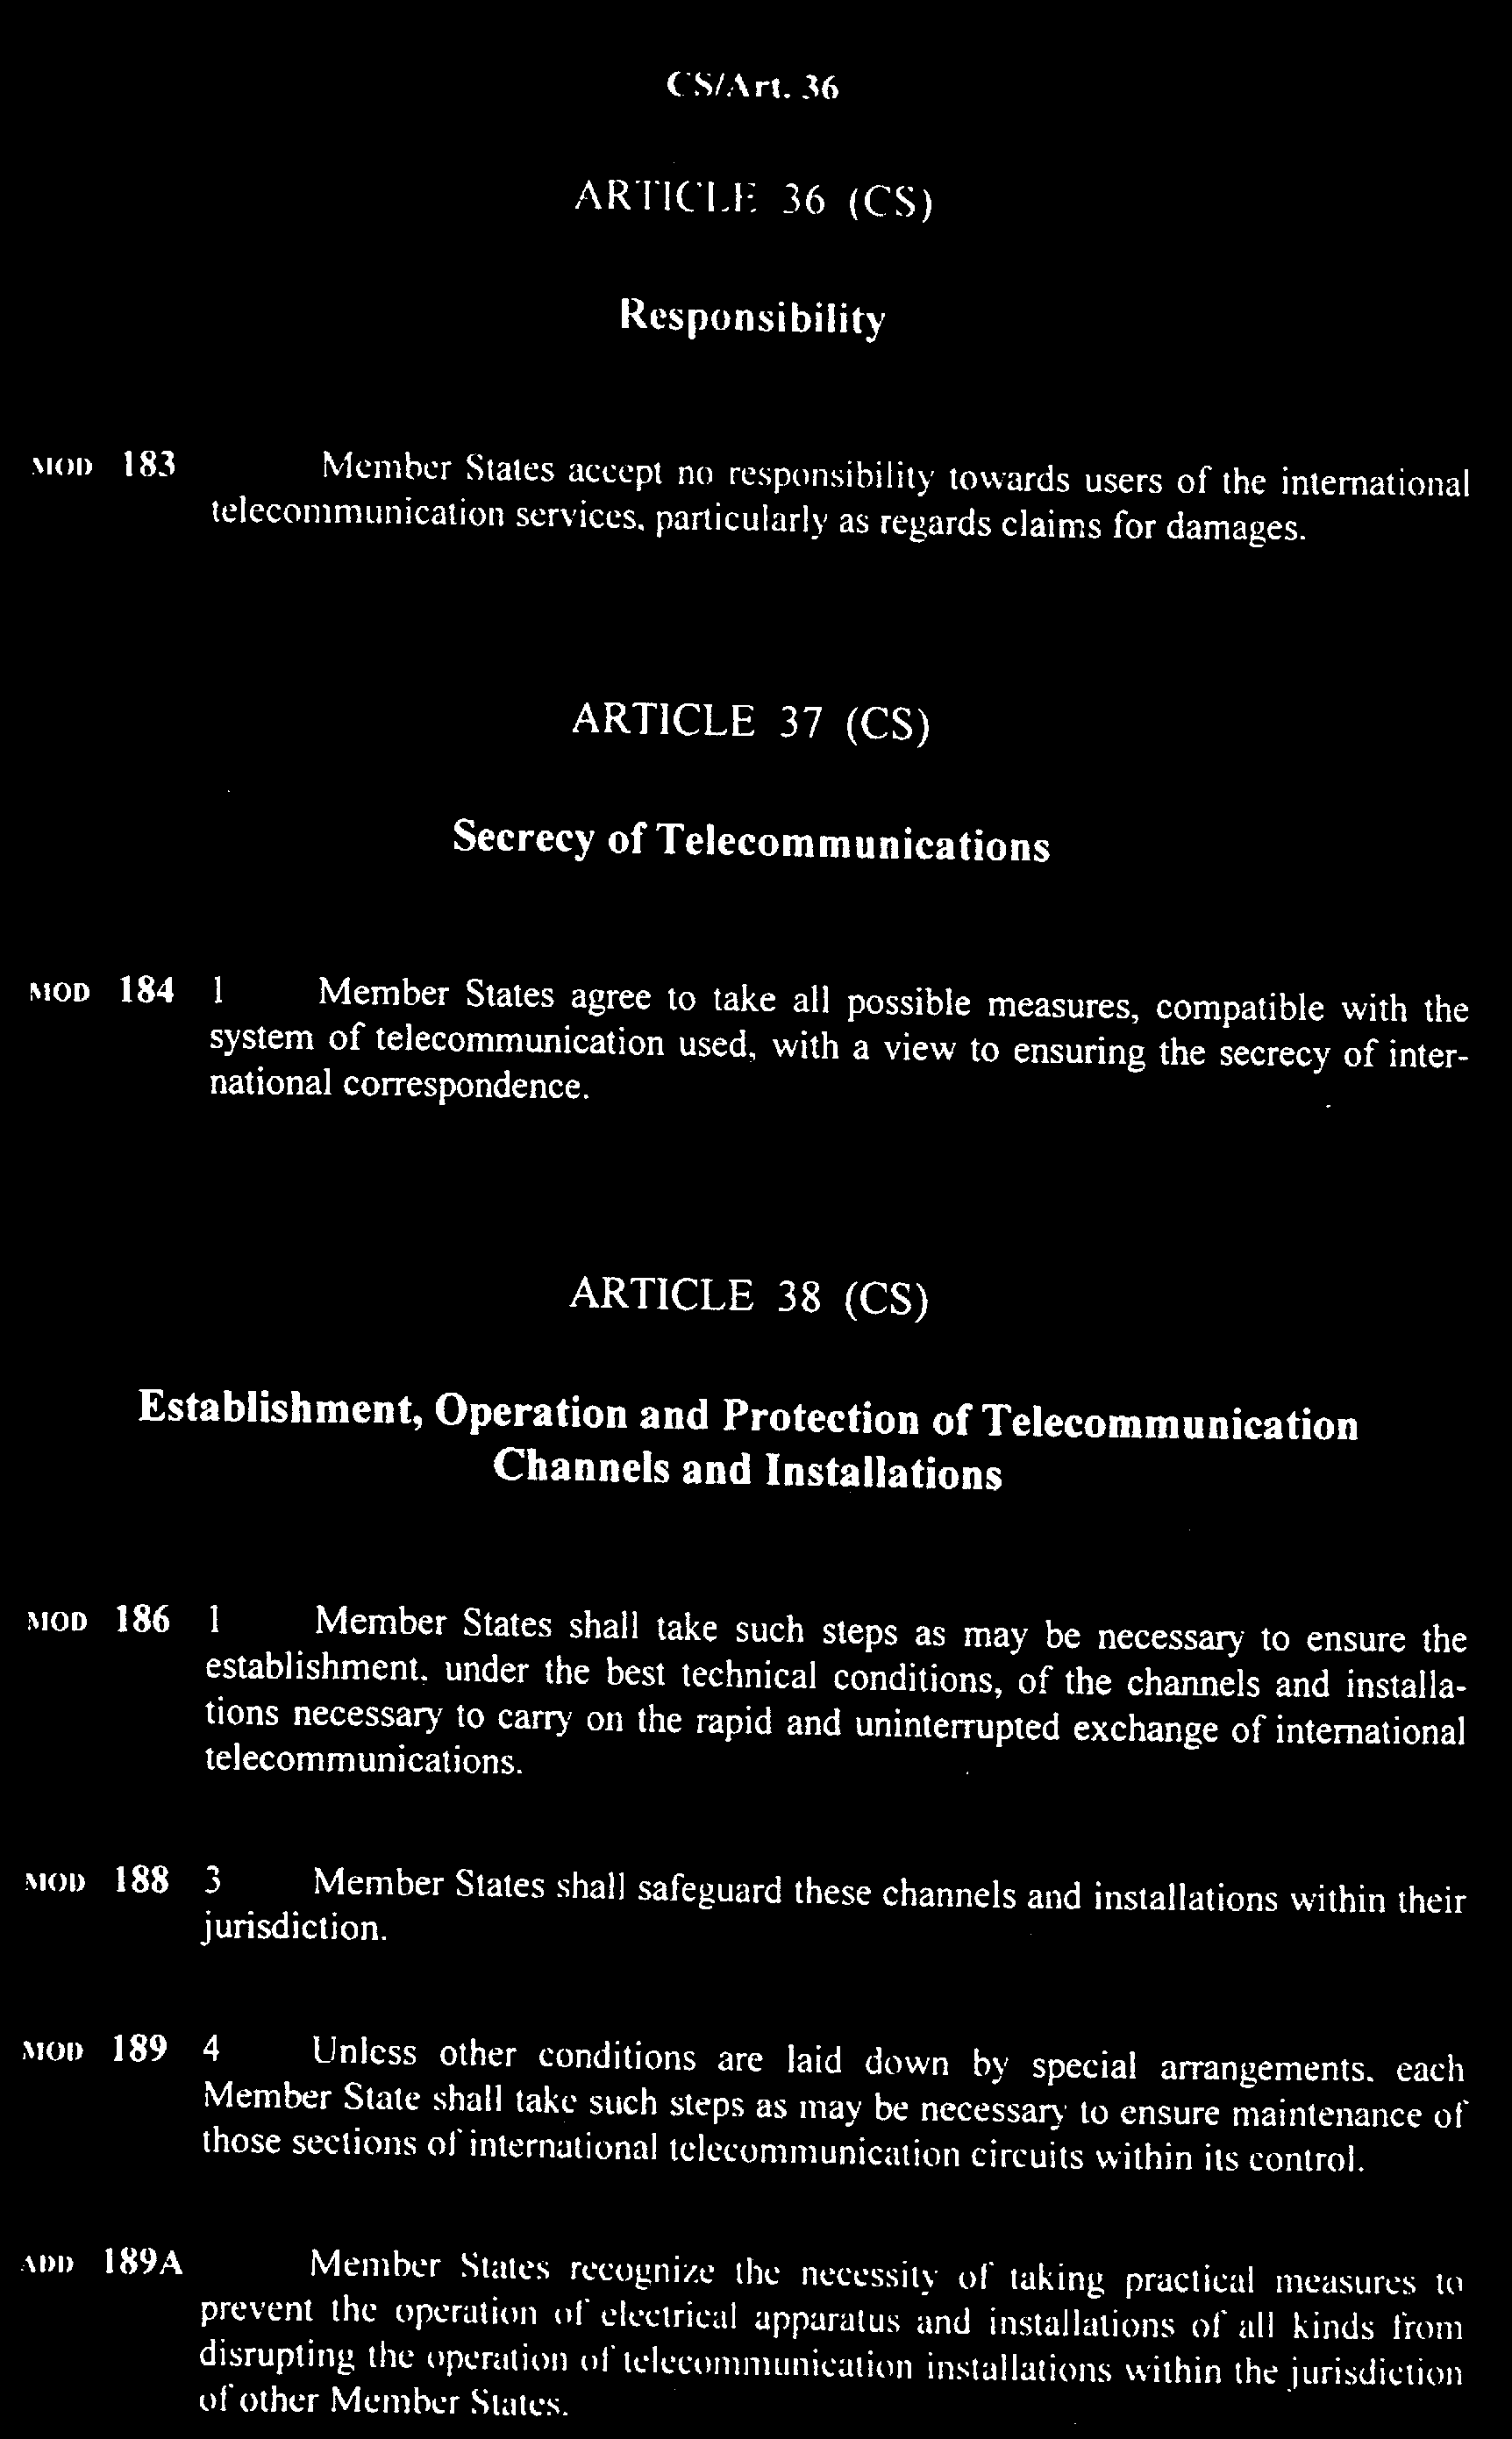 CS/Art. 36
ARTICLE 36 (CS)
Responsibility
MOD 183 Member States accept no responsibility towards users of the international
telecommunication services, particularly as regards claims for damages.
ARTICLE 37 (CS)
Secrecy of Telecommunications
MOD 184 1 Member States agree to take all possible measures, compatible with the
system of telecommunication used, with a view to ensuring the secrecy of inter-
national correspondence.
ARTICLE 38 (CS)
Establishment, Operation and Protection of Telecommunication
Channels and Installations
MOD 186 1 Member States shall take such steps as may be necessary to ensure the
establishment, under the best technical conditions, of the channels and installa-
tions necessary to carry on the rapid and uninterrupted exchange of international
telecommunications.
MOD 188 3 Member States shall safeguard these channels and installations within their
jurisdiction.
MOD 189 4 Unless other conditions are laid down by special arrangements, each
Member State shall take such steps as may be necessary to ensure maintenance of
those sections of international telecommunication circuits within its control.
ADD 189A Member States recognize the necessity of taking practical measures to
prevent the operation of electrical apparatus and installations of all kinds from
disrupting the operation of telecommunication installations within the jurisdiction
of other Member States.